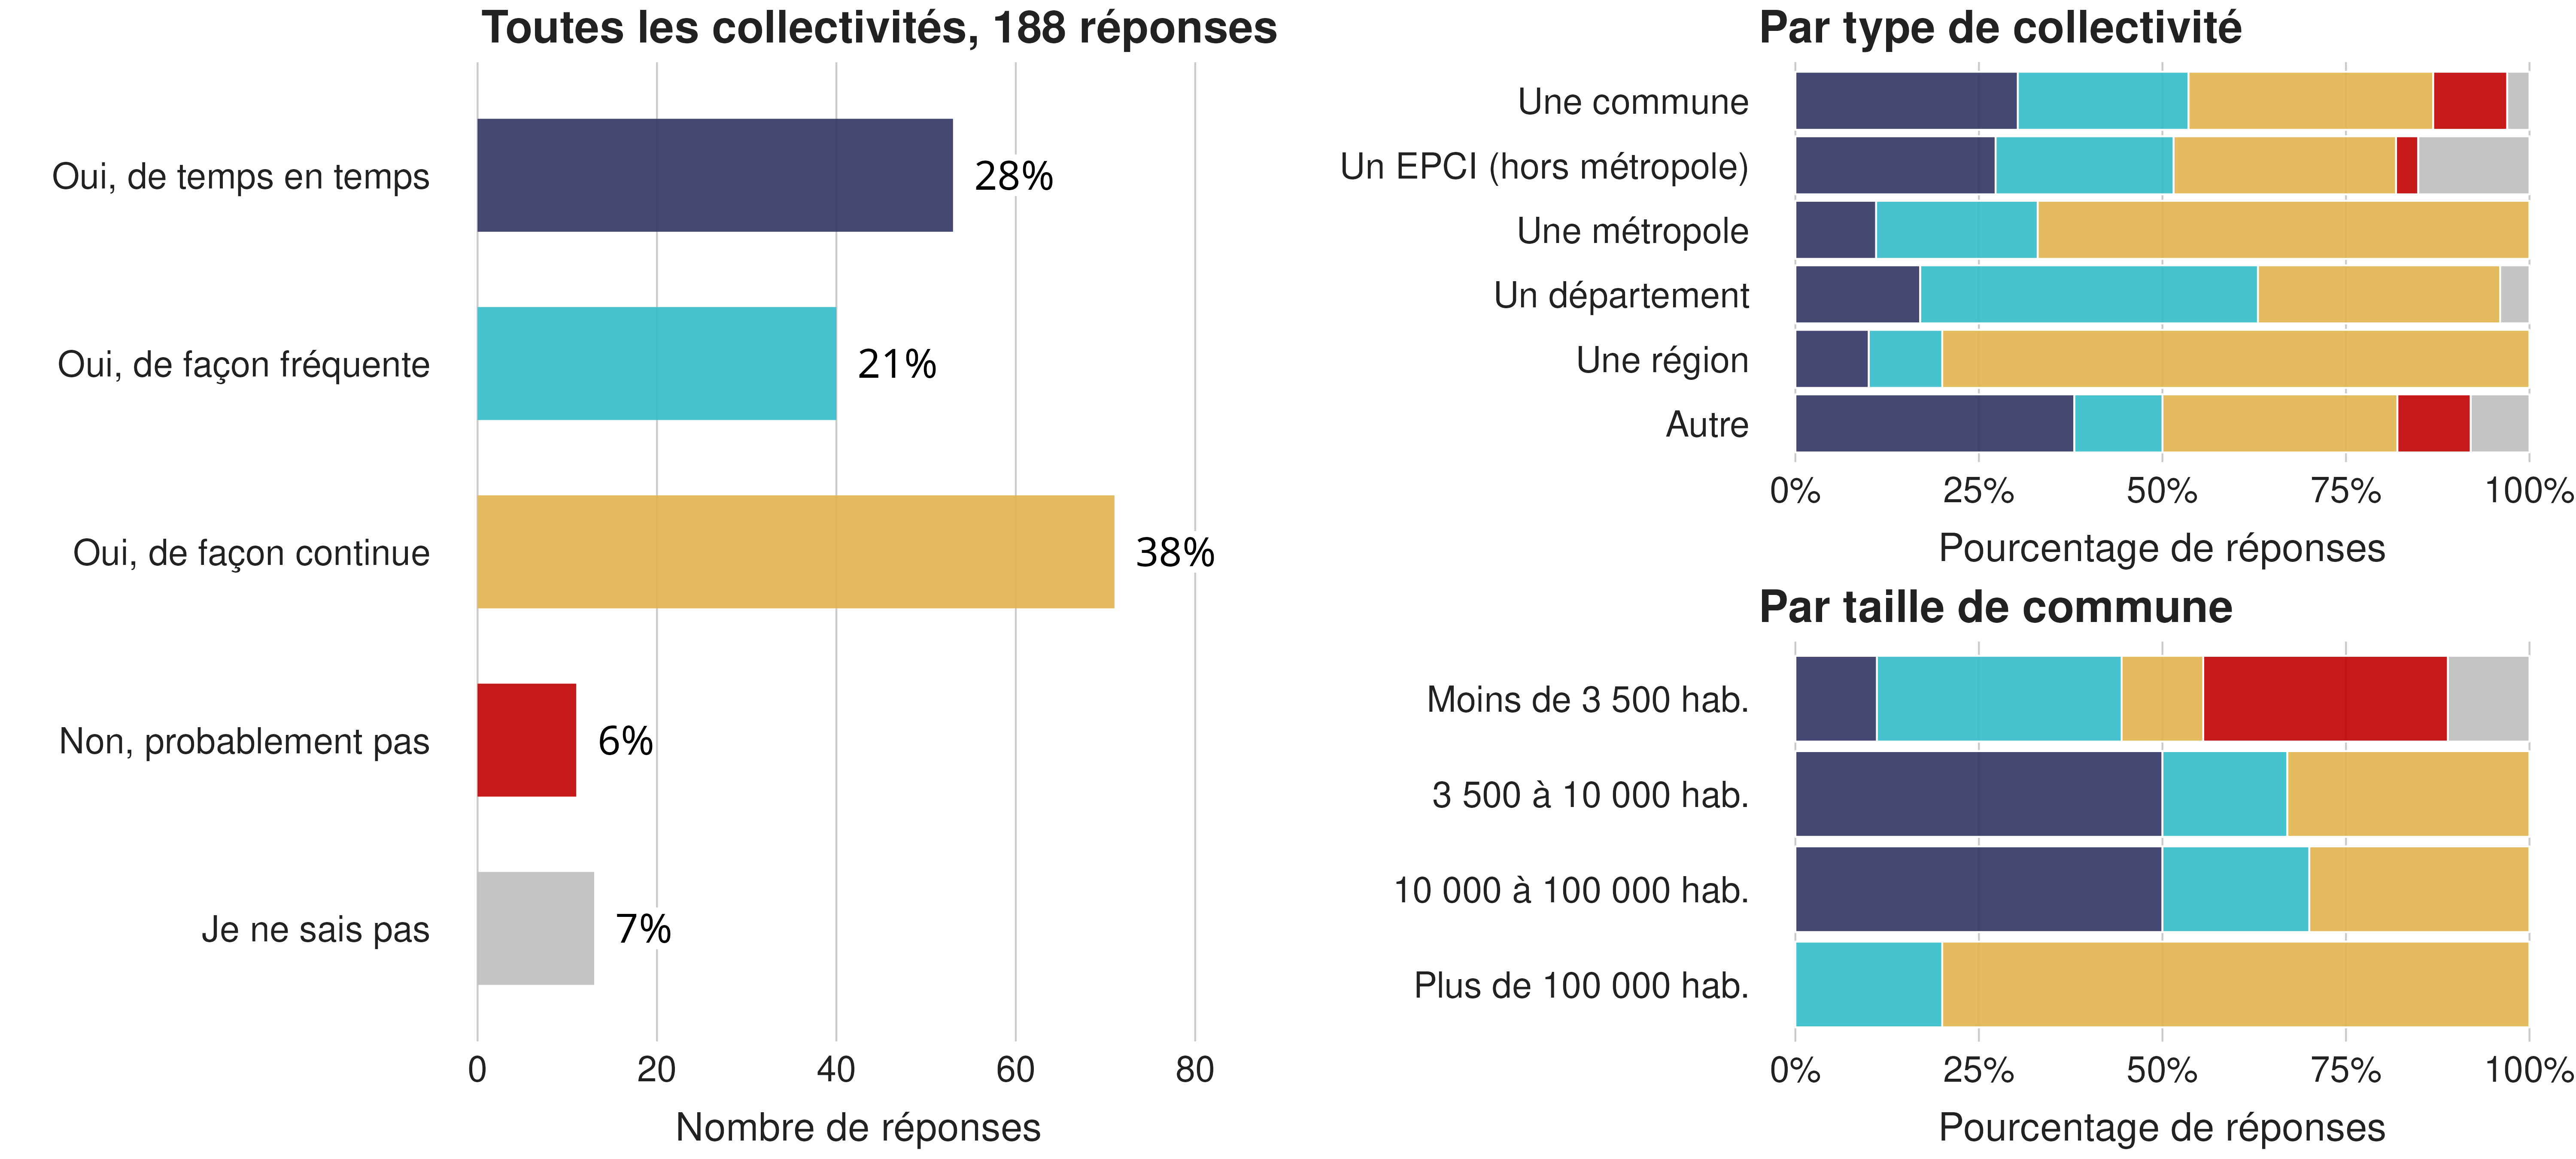 Toutes les collectivités, 188 réponses
Oui, de temps en temps
28%
Oui, de façon fréquente
21%
Oui, de façon continue
38%
Non, probablement pas
6%
Je ne sais pas
7%
0 20 40 60 80
Nombre de réponses
Par type de collectivité
Une commune
Un EPCI (hors métropole)
Une métropole
Un département
Une région
Autre
0% 25% 50% 75% 100%
Pourcentage de réponses
Par taille de commune
Moins de 3 500 hab.
3 500 à 10 000 hab.
10 000 à 100 000 hab.
Plus de 100 000 hab.
0% 25% 50% 75% 100%
Pourcentage de réponses